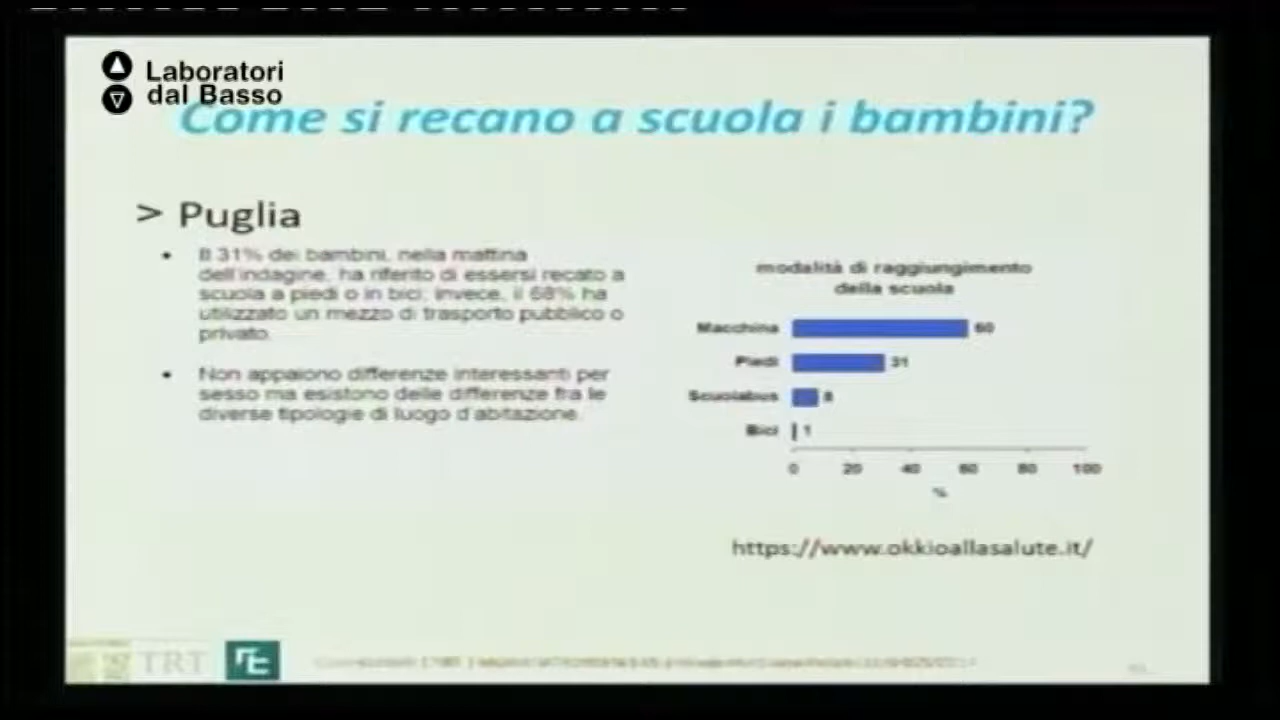 Laboratori
dal Basso
Come si recano a scuola i bambini?
> Puglia
• Il 31% dei bambini, nella mattina
dell'indagine, ha riferito di essersi recato a
scuola a piedi o in bici; invece, il 68% ha
utilizzato un mezzo di trasporto pubblico o
privato.
• Non appaiono differenze interessanti per
sesso ma esistono delle differenze fra le
diverse tipologie di luogo d'abitazione.
modalità di raggiungimento
della scuola
Macchina 60
Piedi 31
Scuolabus 8
Bici 1
0 20 40 60 80 100
%
https://www.okkioallasalute.it/
TRT